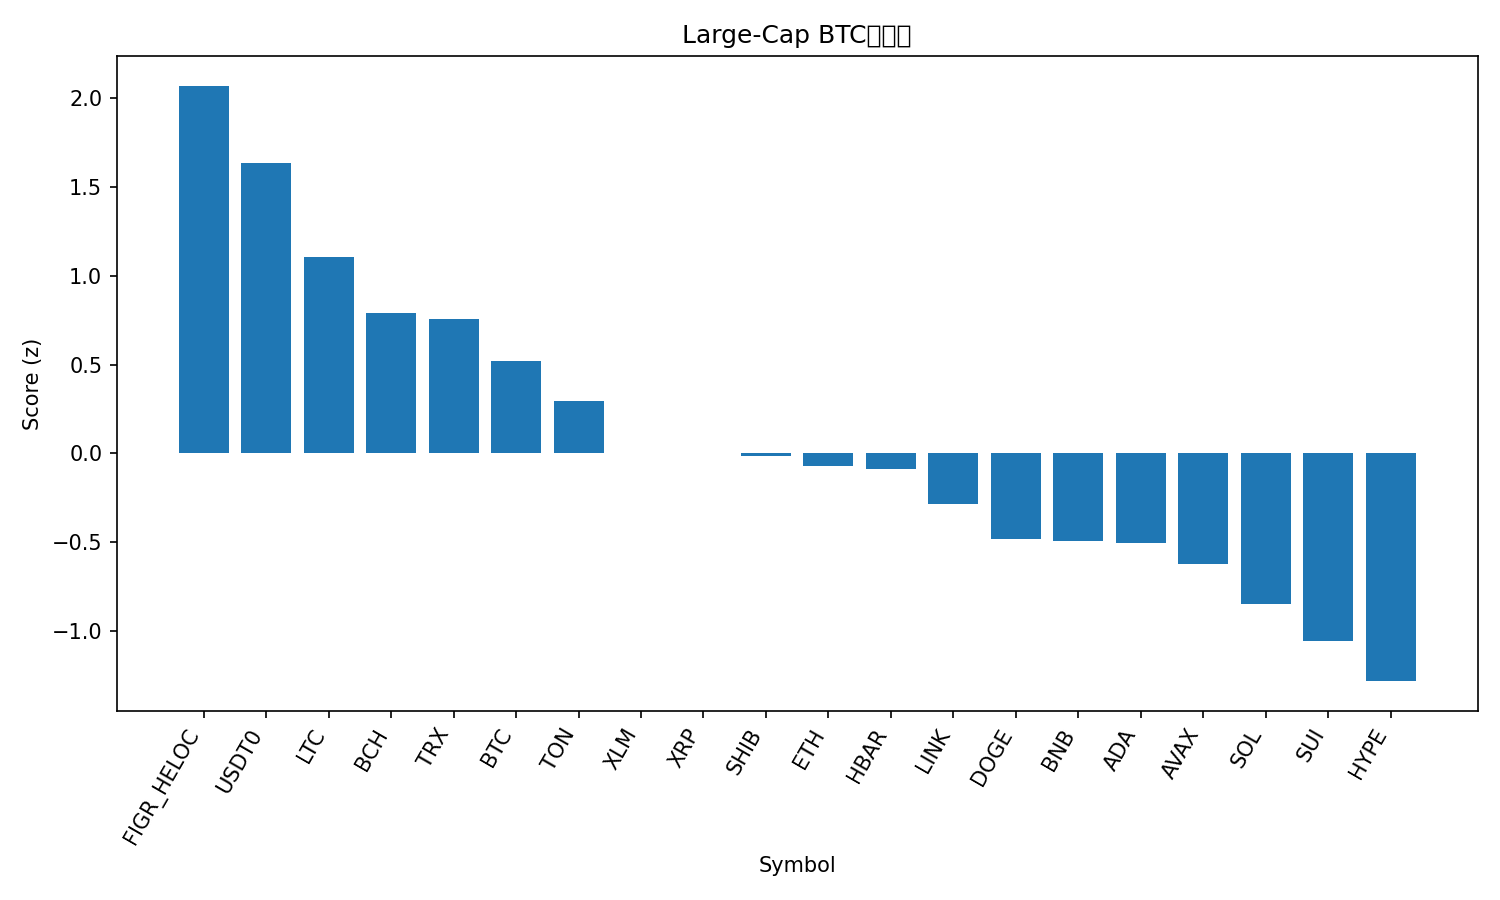 Large-Cap BTC
2.0
1.5
1.0
0.5
0.0
−0.5
−1.0
Score (z)
FIGR_HELOC
USDT0
LTC
BCH
TRX
BTC
TON
XLM
XRP
SHIB
ETH
HBAR
LINK
DOGE
BNB
ADA
AVAX
SOL
SUI
HYPE
Symbol